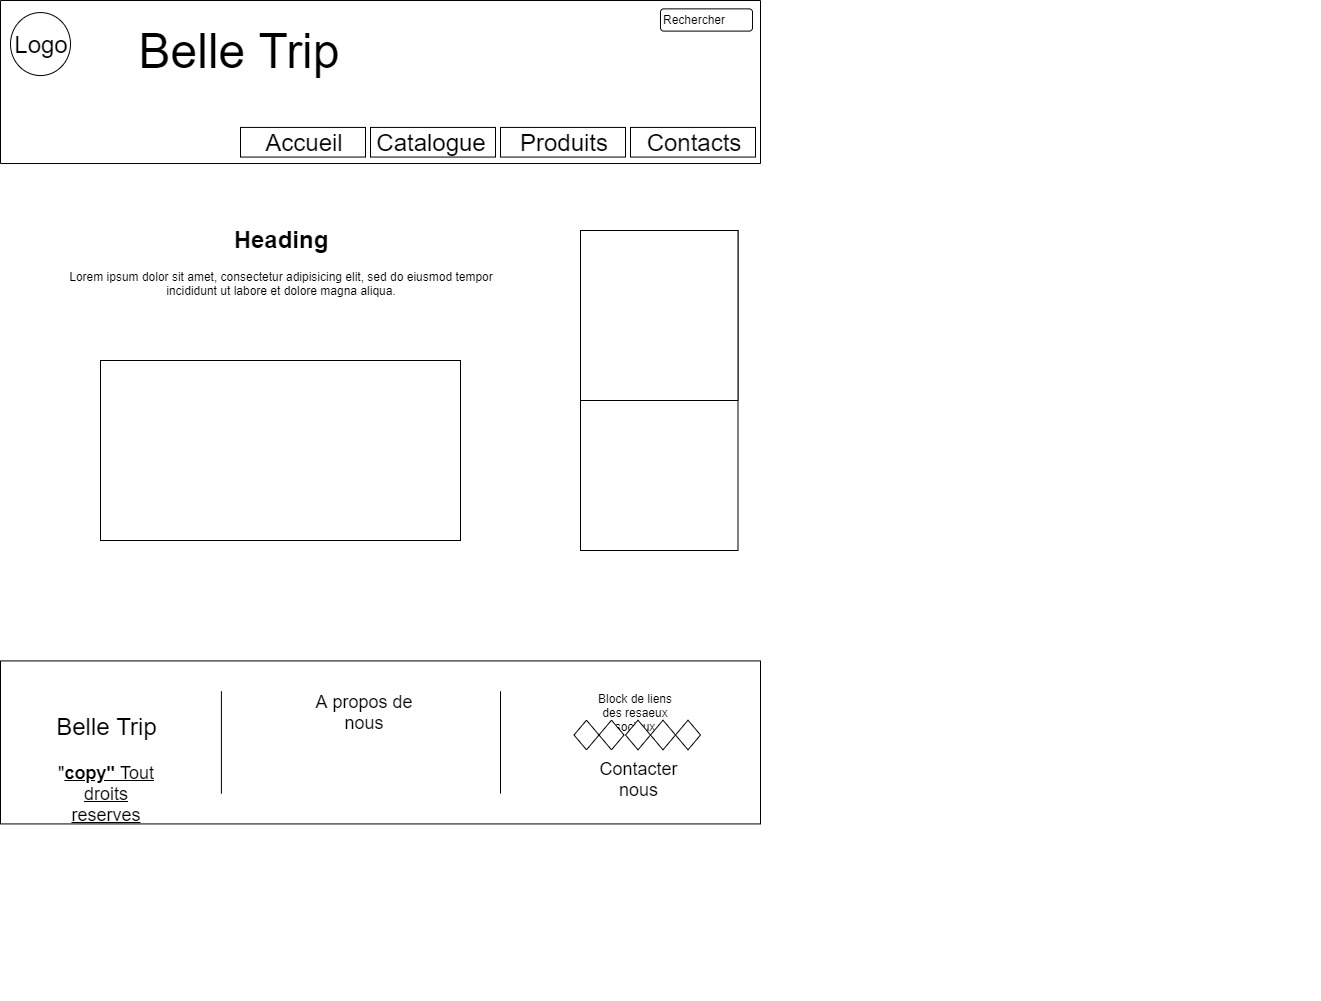 Logo
Belle Trip
Rechercher
Accueil
Catalogue
Produits
Contacts
Heading
Lorem ipsum dolor sit amet, consectetur adipisicing elit, sed do eiusmod tempor
incididunt ut labore et dolore magna aliqua.
Belle Trip
"copy" Tout
droits
reserves
A propos de
nous
Block de liens
des resaeux
Contacter
nous